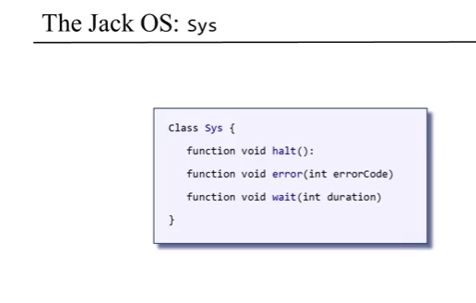 The Jack OS: Sys
Class Sys {
function void halt():
function void error(int errorCode)
function void wait(int duration)
}